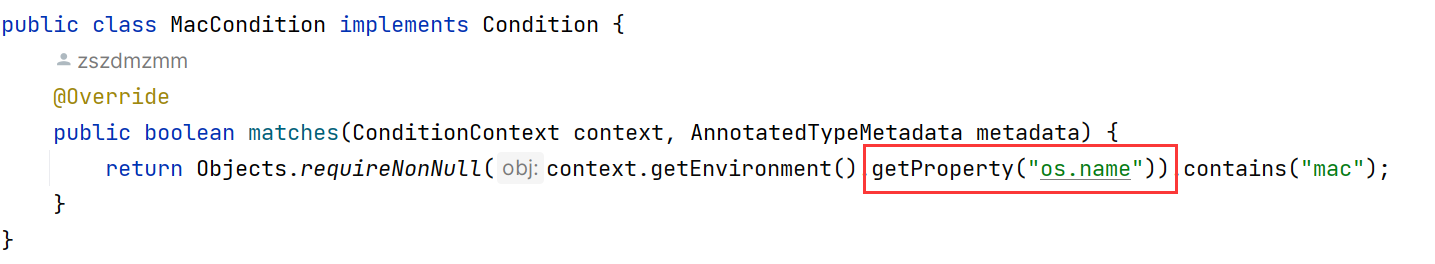 public class MacCondition implements Condition {
zszdmzmm
@Override
public boolean matches(ConditionContext context, AnnotatedTypeMetadata metadata) {
return Objects.requireNonNull( obj: context.getEnvironment().getProperty("os.name")).contains("mac");
}
}